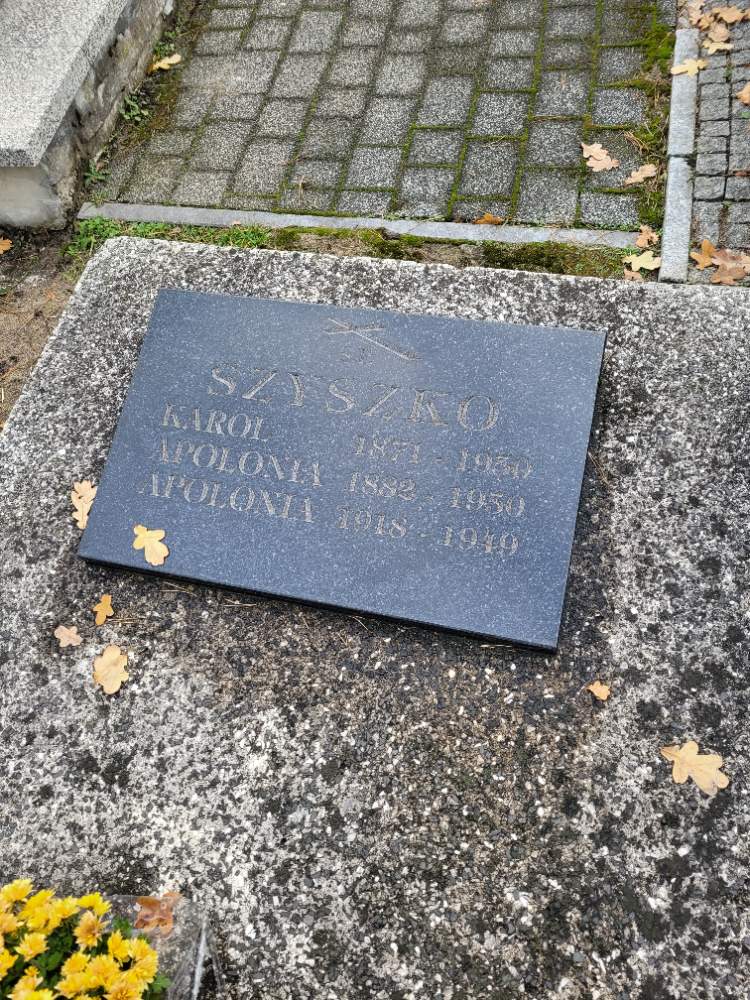 SZYSZKO
KAROL 1871 - 1950
APOLONIA 1882 - 1950
APOLONIA 1918 - 1949